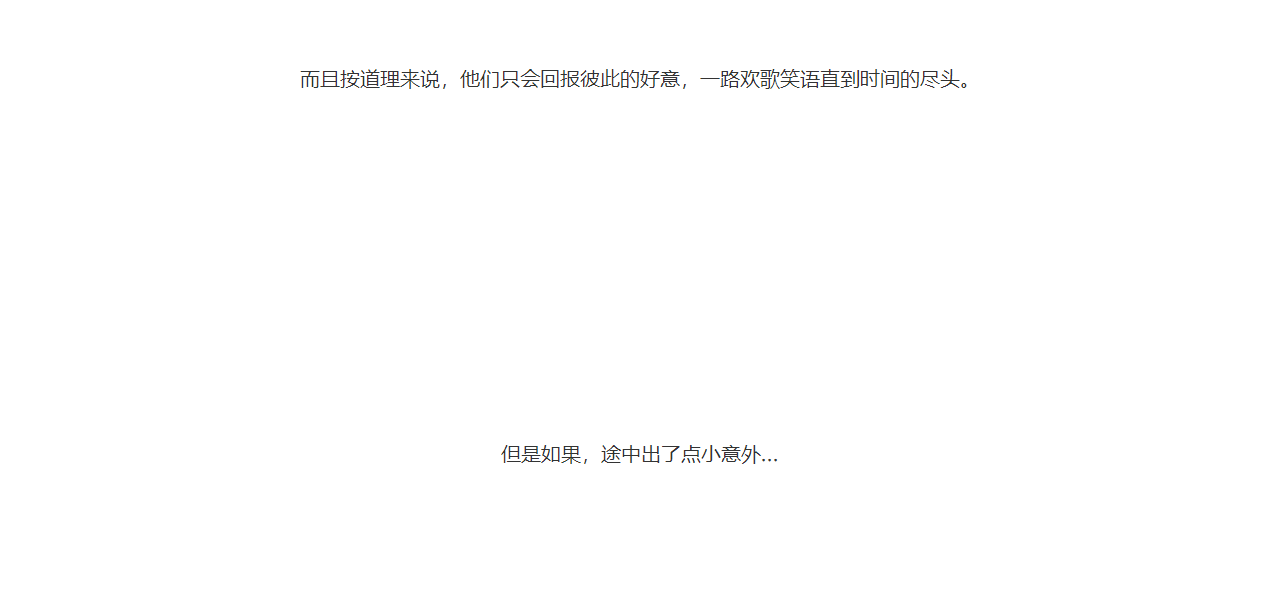 而且按道理来说，他们只会回报彼此的好意，一路欢歌笑语直到时间的尽头。
但是如果，途中出了点小意外...